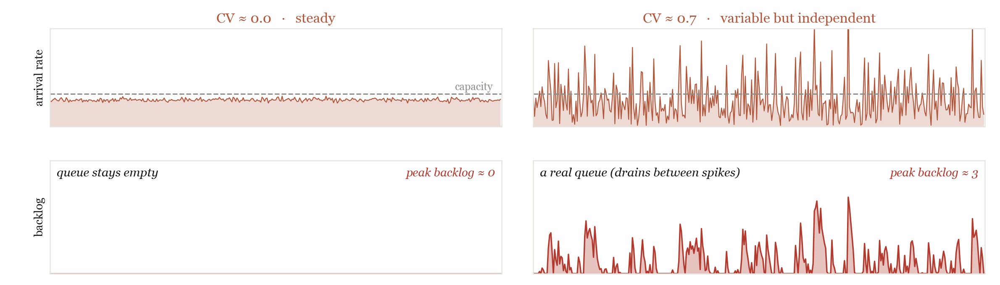 CV ≈ 0.0 · steady
CV ≈ 0.7 · variable but independent
arrival rate
capacity
queue stays empty
peak backlog ≈ 0
a real queue (drains between spikes)
peak backlog ≈ 3
backlog